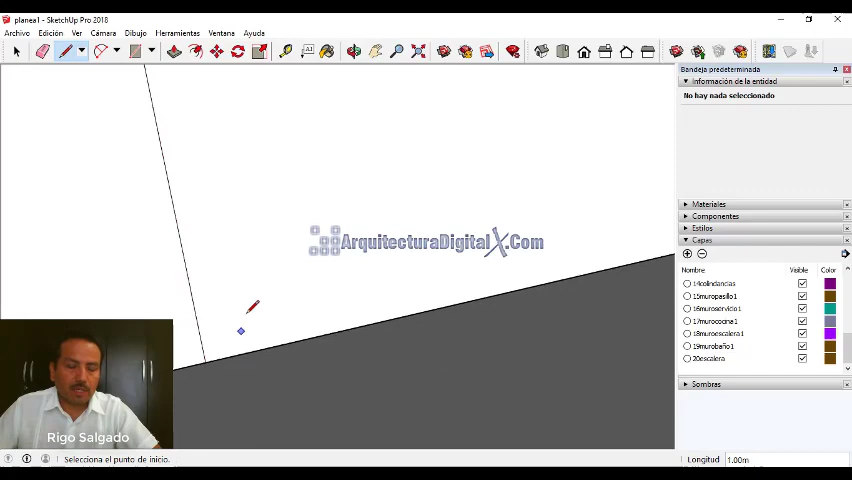 planea1 - SketchUp Pro 2018
Archivo Edición Ver Cámara Dibujo Herramientas Ventana Ayuda
Bandeja predeterminada
Información de la entidad
No hay nada seleccionado
ArquitecturaDigitalX.Com
Materiales
Componentes
Estilos
Capas
Nombre Visible Color
14colindancias
15muropasillo1
16muroservicio1
17murococina1
18muroescalera1
19murobaño1
20escalera
Sombras
Rigo Salgado
Selecciona el punto de inicio.
Longitud 1.00m